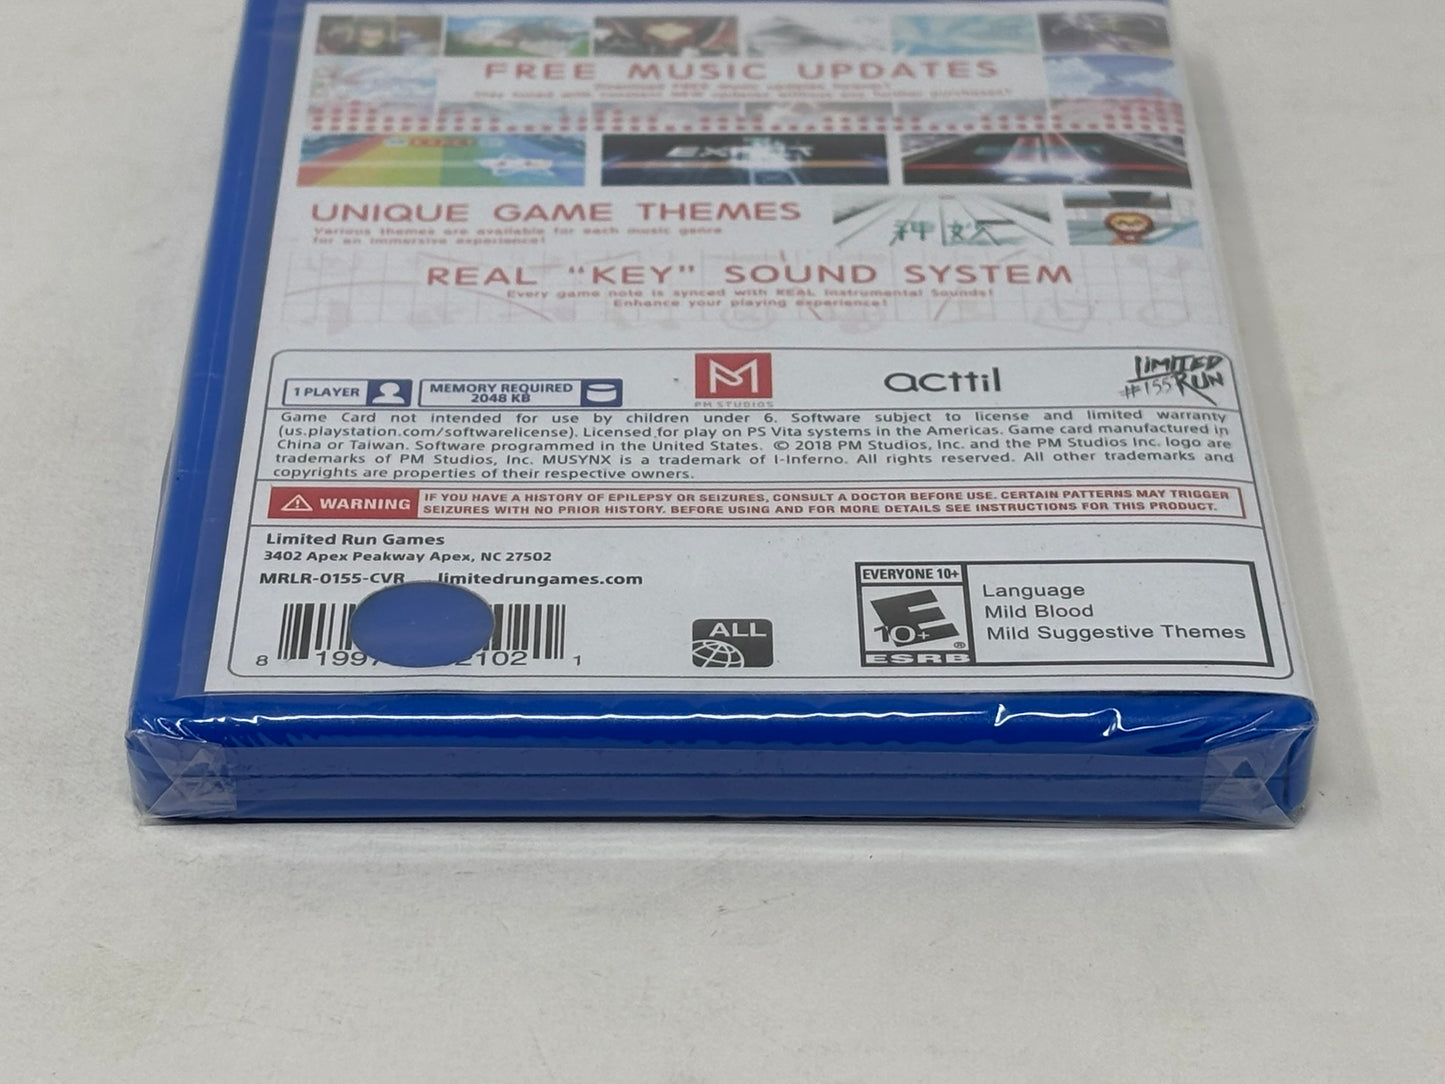 FREE MUSIC UPDATES
UNIQUE GAME THEMES
Various themes are available for each music genre
for an immersive experience!
REAL "KEY" SOUND SYSTEM
Every game note is synced with REAL Instrumental Sounds!
Enhance your playing experience!
1 PLAYER
MEMORY REQUIRED
2048 KB
PM STUDIOS
acttil
LIMITED
#155 RUN
Game Card not intended for use by children under 6. Software subject to license and limited warranty
(us.playstation.com/softwarelicense). Licensed for play on PS Vita systems in the Americas. Game card manufactured in
China or Taiwan. Software programmed in the United States. © 2018 PM Studios, Inc. and the PM Studios Inc. logo are
trademarks of PM Studios, Inc. MUSYNX is a trademark of I-Inferno. All rights reserved. All other trademarks and
copyrights are properties of their respective owners.
WARNING
IF YOU HAVE A HISTORY OF EPILEPSY OR SEIZURES, CONSULT A DOCTOR BEFORE USE. CERTAIN PATTERNS MAY TRIGGER
SEIZURES WITH NO PRIOR HISTORY. BEFORE USING AND FOR MORE DETAILS SEE INSTRUCTIONS FOR THIS PRODUCT.
Limited Run Games
3402 Apex Peakway Apex, NC 27502
MRLR-0155-CVR limitedrungames.com
8 1997 2102 1
ALL
EVERYONE 10+
E
10+
ESRB
Language
Mild Blood
Mild Suggestive Themes